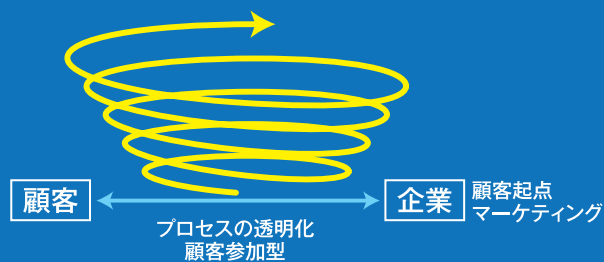 顧客
企業
顧客起点
マーケティング
プロセスの透明化
顧客参加型